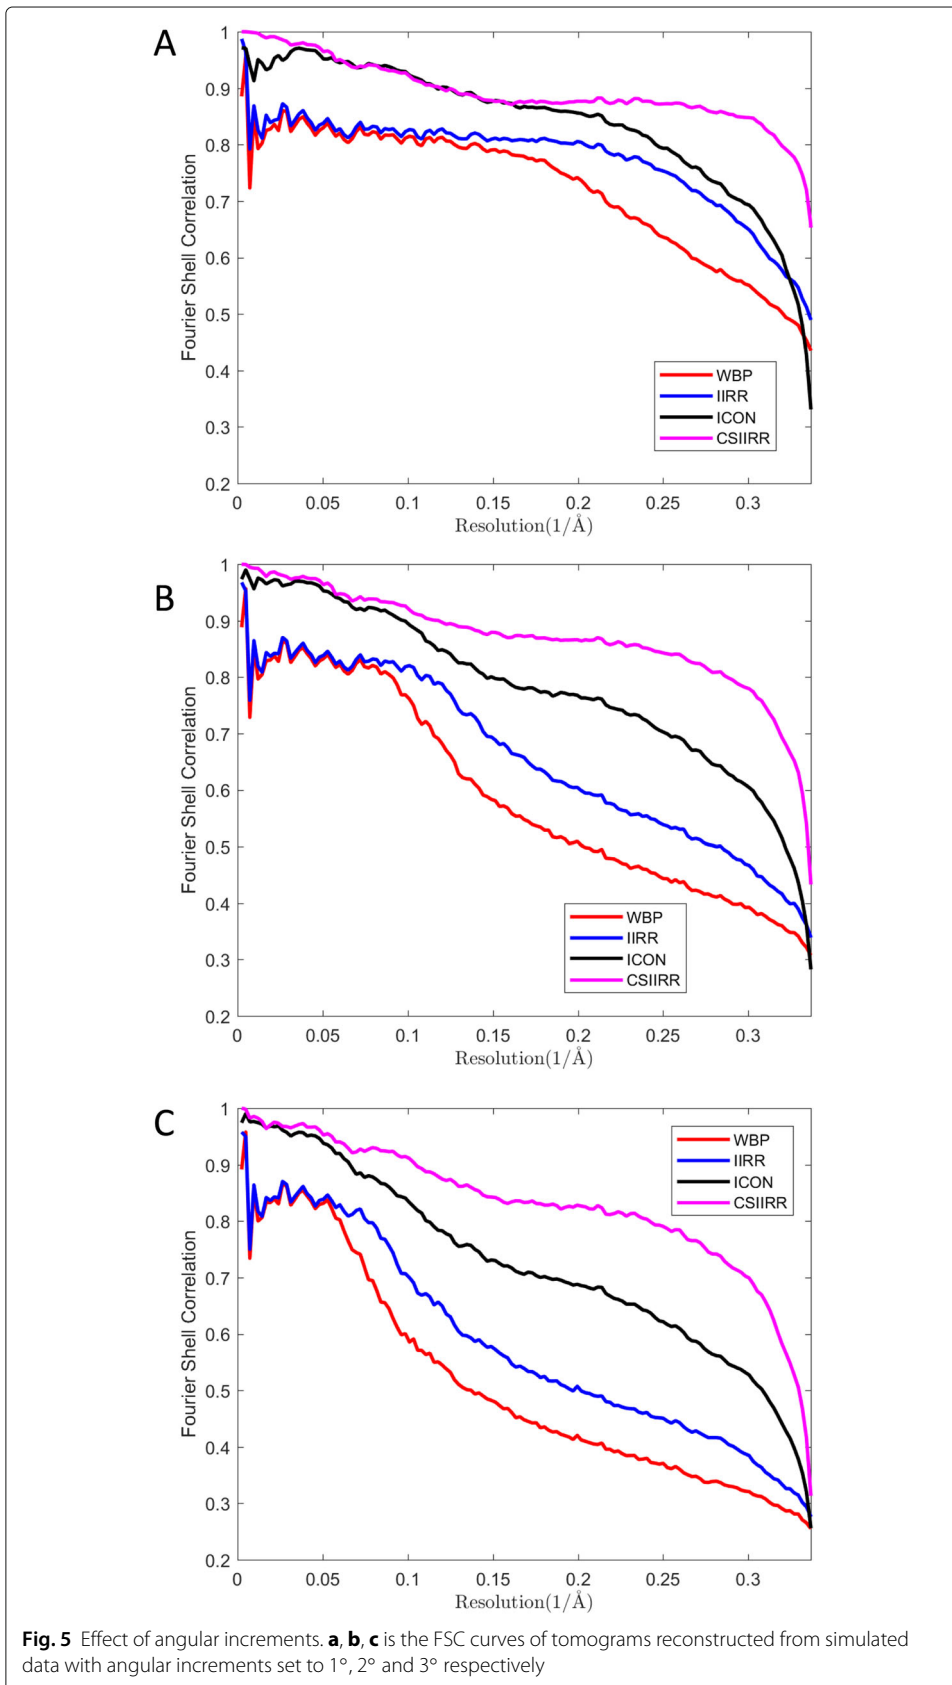 A
1
0.9
0.8
0.7
0.6
0.5
0.4
0.3
0.2
Fourier Shell Correlation
0
0.05
0.1
0.15
0.2
0.25
0.3
Resolution(1/Å)
WBP
IIRR
ICON
CSIIRR
B
1
0.9
0.8
0.7
0.6
0.5
0.4
0.3
0.2
Fourier Shell Correlation
0
0.05
0.1
0.15
0.2
0.25
0.3
Resolution(1/Å)
WBP
IIRR
ICON
CSIIRR
C
1
0.9
0.8
0.7
0.6
0.5
0.4
0.3
0.2
Fourier Shell Correlation
0
0.05
0.1
0.15
0.2
0.25
0.3
Resolution(1/Å)
WBP
IIRR
ICON
CSIIRR
Fig. 5 Effect of angular increments. a, b, c is the FSC curves of tomograms reconstructed from simulated
data with angular increments set to 1°, 2° and 3° respectively